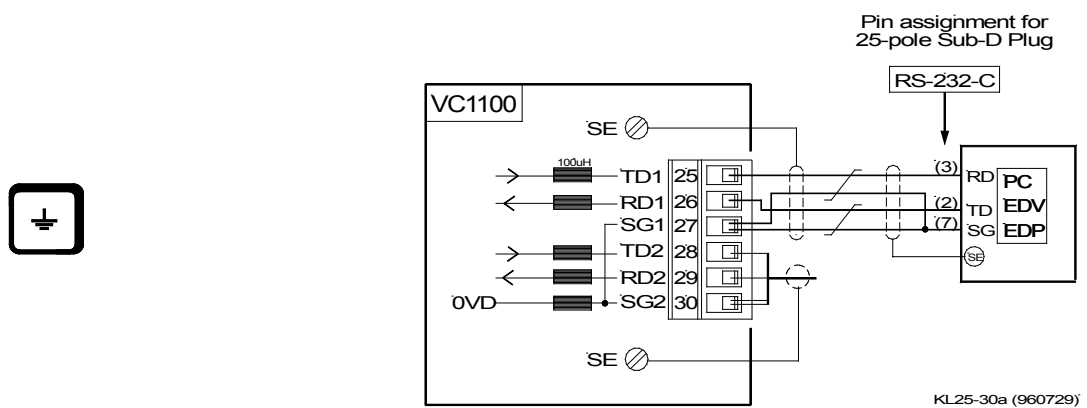 Pin assignment for
25-pole Sub-D Plug
RS-232-C
VC1100
SE
100uH
TD1 25
RD1 26
SG1 27
TD2 28
RD2 29
0VD SG2 30
SE
(3) RD PC
(2) TD EDV
(7) SG EDP
SE
KL25-30a (960729)